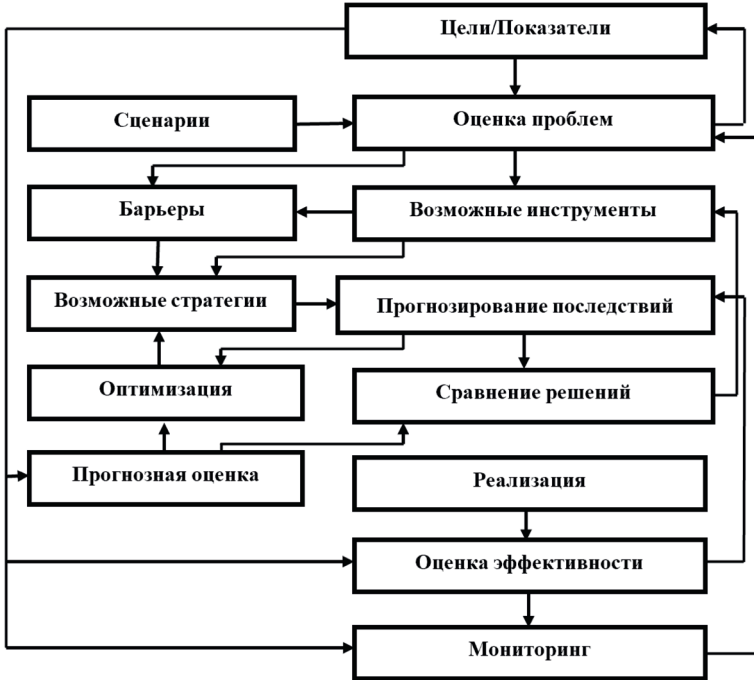 Цели/Показатели
Сценарии
Оценка проблем
Барьеры
Возможные инструменты
Возможные стратегии
Прогнозирование последствий
Оптимизация
Сравнение решений
Прогнозная оценка
Реализация
Оценка эффективности
Мониторинг